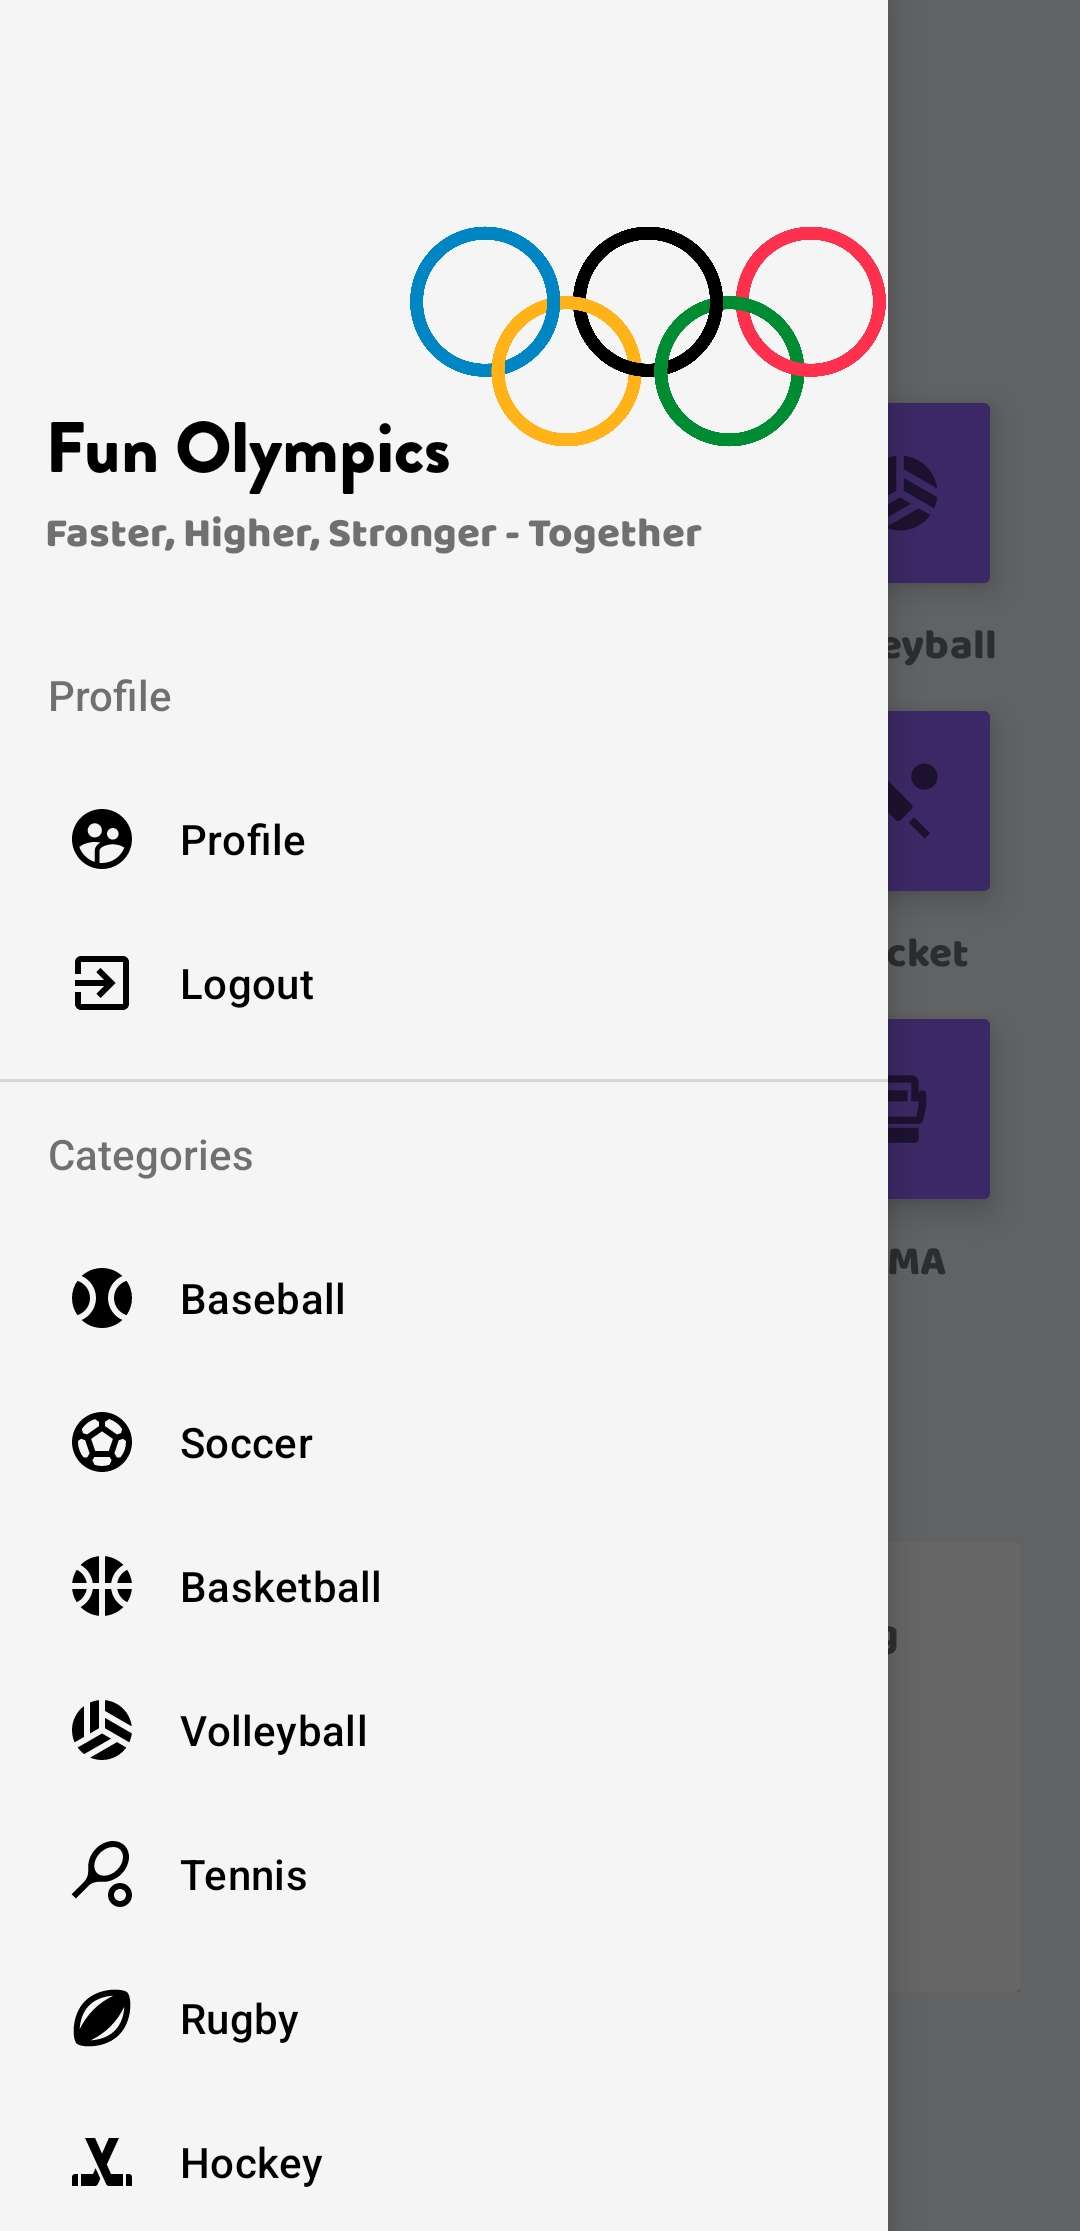 Fun Olympics
Faster, Higher, Stronger - Together
Profile
Profile
Logout
Categories
Baseball
Soccer
Basketball
Volleyball
Tennis
Rugby
Hockey
eyball
cket
MA
g